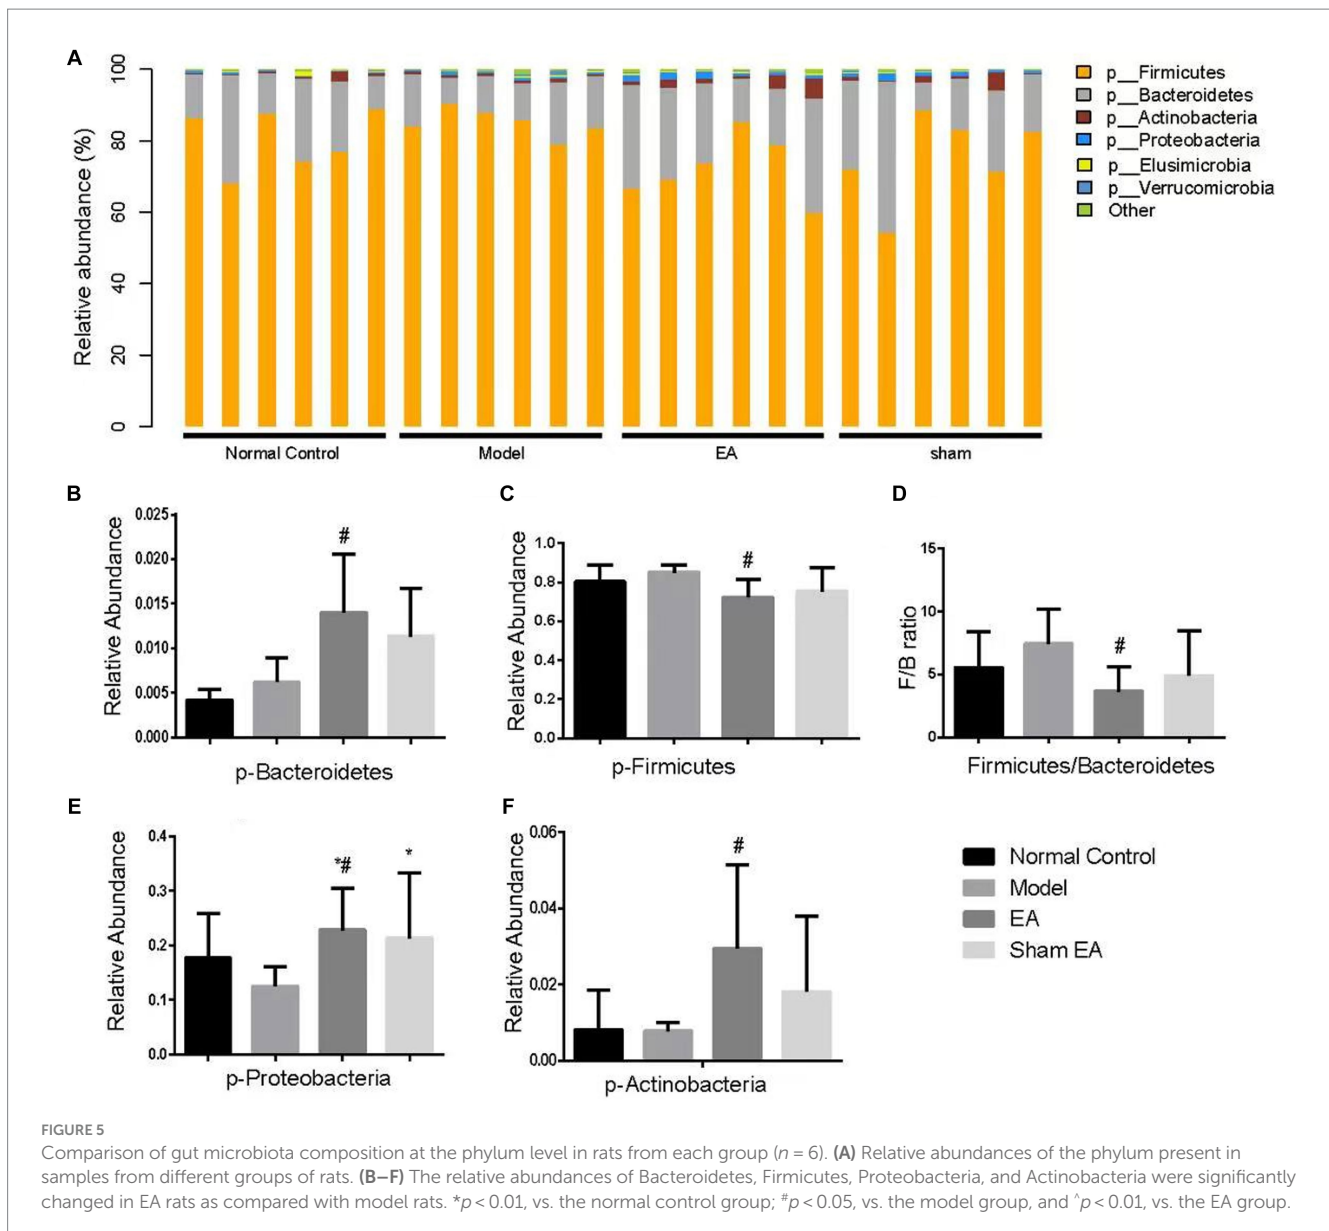 A
Relative abundance (%)
100
80
60
40
20
0
Normal Control
Model
EA
sham
p__Firmicutes
p__Bacteroidetes
p__Actinobacteria
p__Proteobacteria
p__Elusimicrobia
p__Verrucomicrobia
Other
B
Relative Abundance
0.025
0.020
0.015
0.010
0.005
0.000
#
p-Bacteroidetes
C
Relative Abundance
1.0
0.8
0.6
0.4
0.2
0.0
#
p-Firmicutes
D
F/B ratio
15
10
5
0
#
Firmicutes/Bacteroidetes
E
Relative Abundance
0.4
0.3
0.2
0.1
0.0
*#
*
p-Proteobacteria
F
Relative Abundance
0.06
0.04
0.02
0.00
#
p-Actinobacteria
Normal Control
Model
EA
Sham EA
FIGURE 5
Comparison of gut microbiota composition at the phylum level in rats from each group (n = 6). (A) Relative abundances of the phylum present in
samples from different groups of rats. (B–F) The relative abundances of Bacteroidetes, Firmicutes, Proteobacteria, and Actinobacteria were significantly
changed in EA rats as compared with model rats. *p < 0.01, vs. the normal control group; #p < 0.05, vs. the model group, and ^p < 0.01, vs. the EA group.